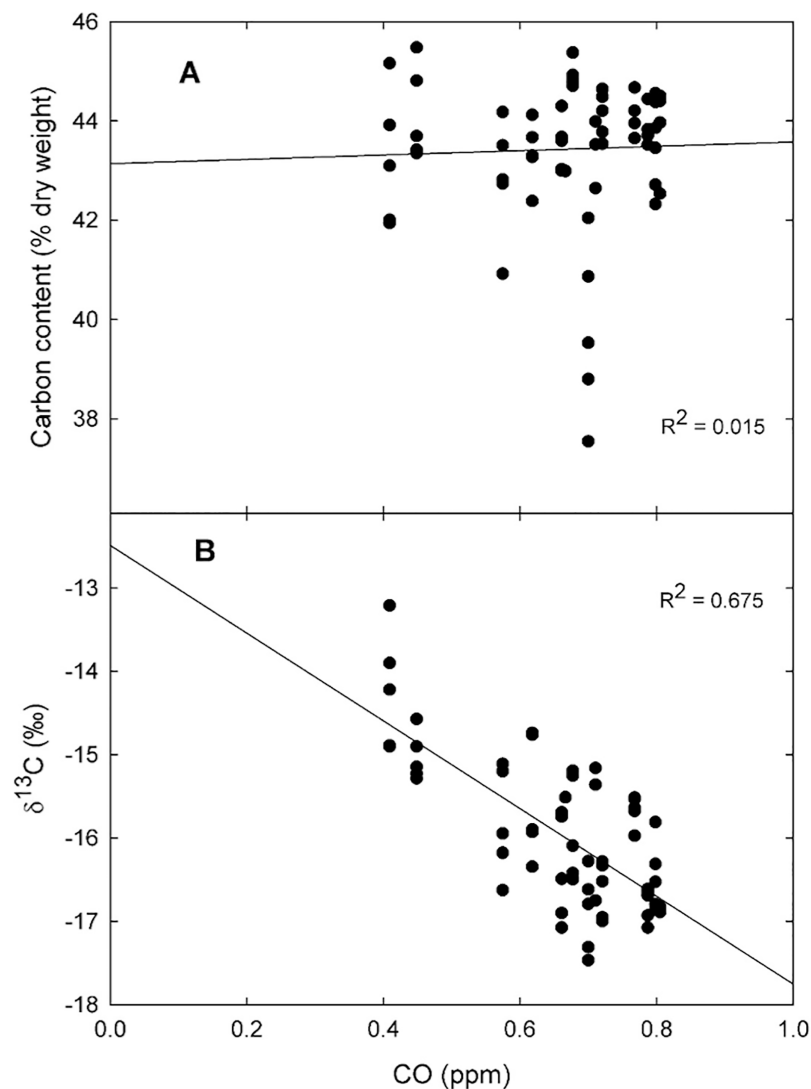 46
A
44
42
40
38
Carbon content (% dry weight)
R² = 0.015
B
-13
R² = 0.675
-14
-15
-16
-17
-18
δ¹³C (‰)
0.0 0.2 0.4 0.6 0.8 1.0
CO (ppm)